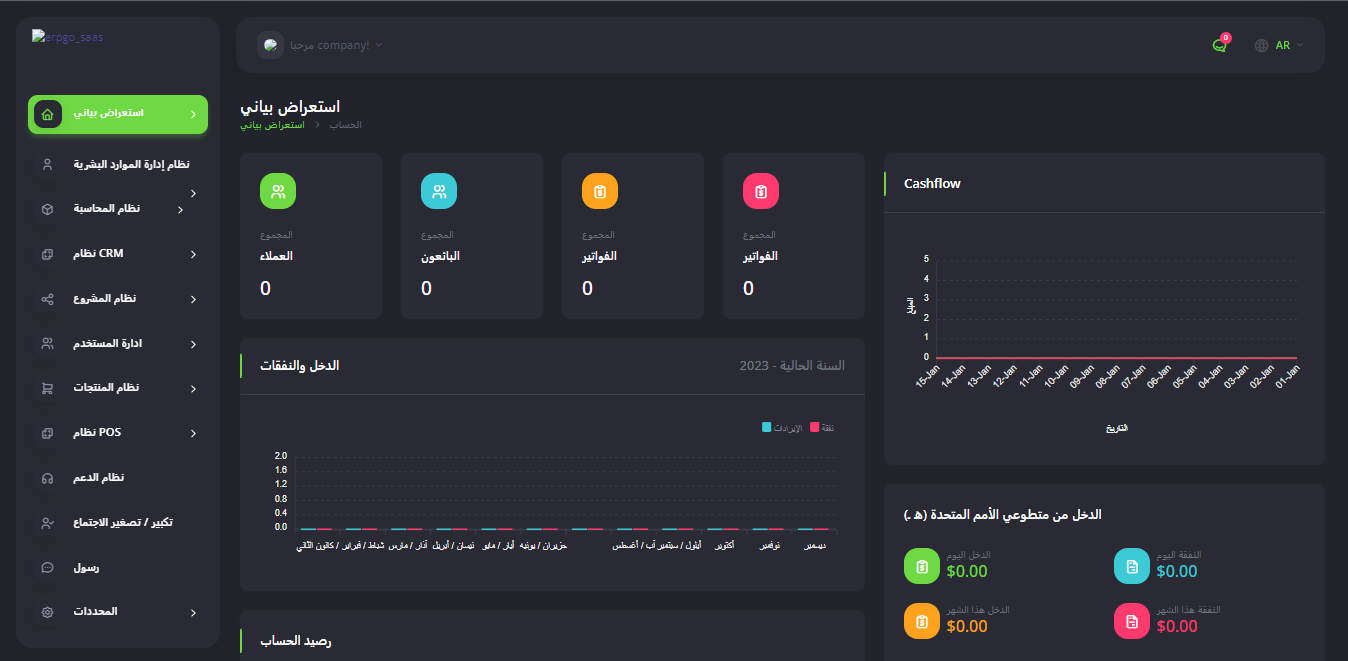 erpgo_saas
مرحبا company!
0
AR
استعراض بياني
نظام إدارة الموارد البشرية
نظام المحاسبة
نظام CRM
نظام المشروع
ادارة المستخدم
نظام المنتجات
نظام POS
نظام الدعم
تكبير / تصغير الاجتماع
رسول
المحددات
استعراض بياني
استعراض بياني
الحساب
المجموع
العملاء
0
المجموع
البائعون
0
المجموع
الفواتير
0
المجموع
الفواتير
0
Cashflow
5
4
3
2
1
0
المبلغ
15-Jan
14-Jan
13-Jan
12-Jan
11-Jan
10-Jan
09-Jan
08-Jan
07-Jan
06-Jan
05-Jan
04-Jan
03-Jan
02-Jan
01-Jan
التاريخ
الدخل والنفقات
السنة الحالية - 2023
الإيرادات
نفقة
2.0
1.6
1.2
0.8
0.4
0.0
كانون الثاني / فبراير / شباط
آذار / مارس
نيسان / أبريل
أيار / مايو
حزيران / يونيه
آب / أغسطس
أيلول / سبتمبر
أكتوبر
نوفمبر
ديسمبر
الدخل من متطوعي الأمم المتحدة (هـ .)
الدخل اليوم
$0.00
النفقة اليوم
$0.00
الدخل هذا الشهر
$0.00
النفقة هذا الشهر
$0.00
رصيد الحساب